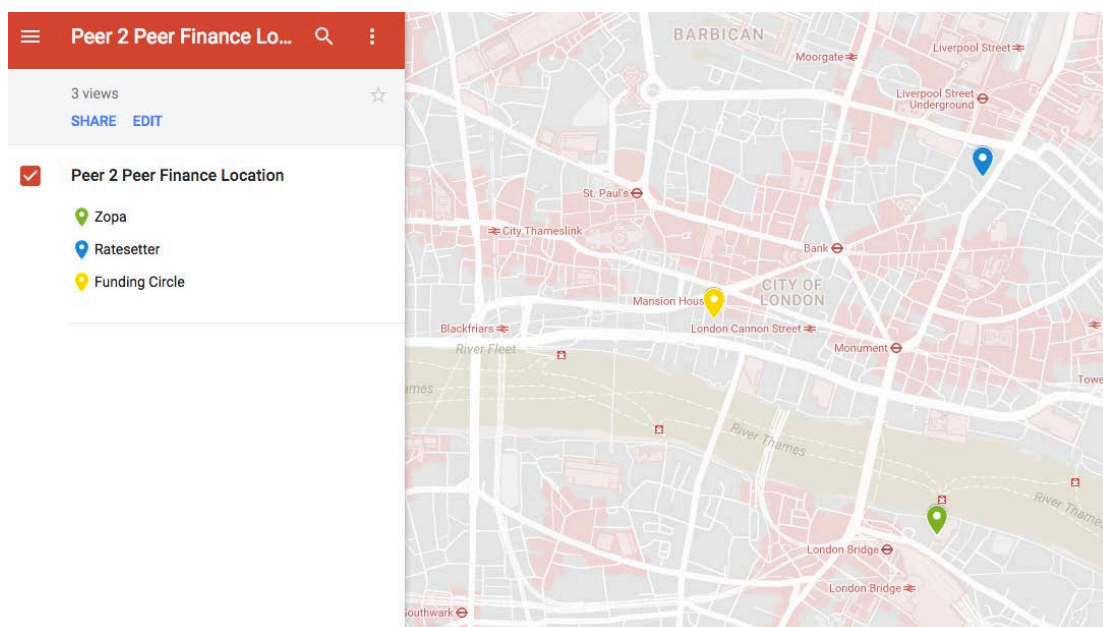 Peer 2 Peer Finance Lo...
3 views
SHARE EDIT
Peer 2 Peer Finance Location
Zopa
Ratesetter
Funding Circle
BARBICAN
Moorgate
Liverpool Street
Liverpool Street
Underground
St. Paul's
City Thameslink
Bank
CITY OF
LONDON
Mansion Hous
London Cannon Street
Blackfriars
River Fleet
Monument
ames
Towe
River Thames
River Thames
London Bridge
London Bridge
Southwark